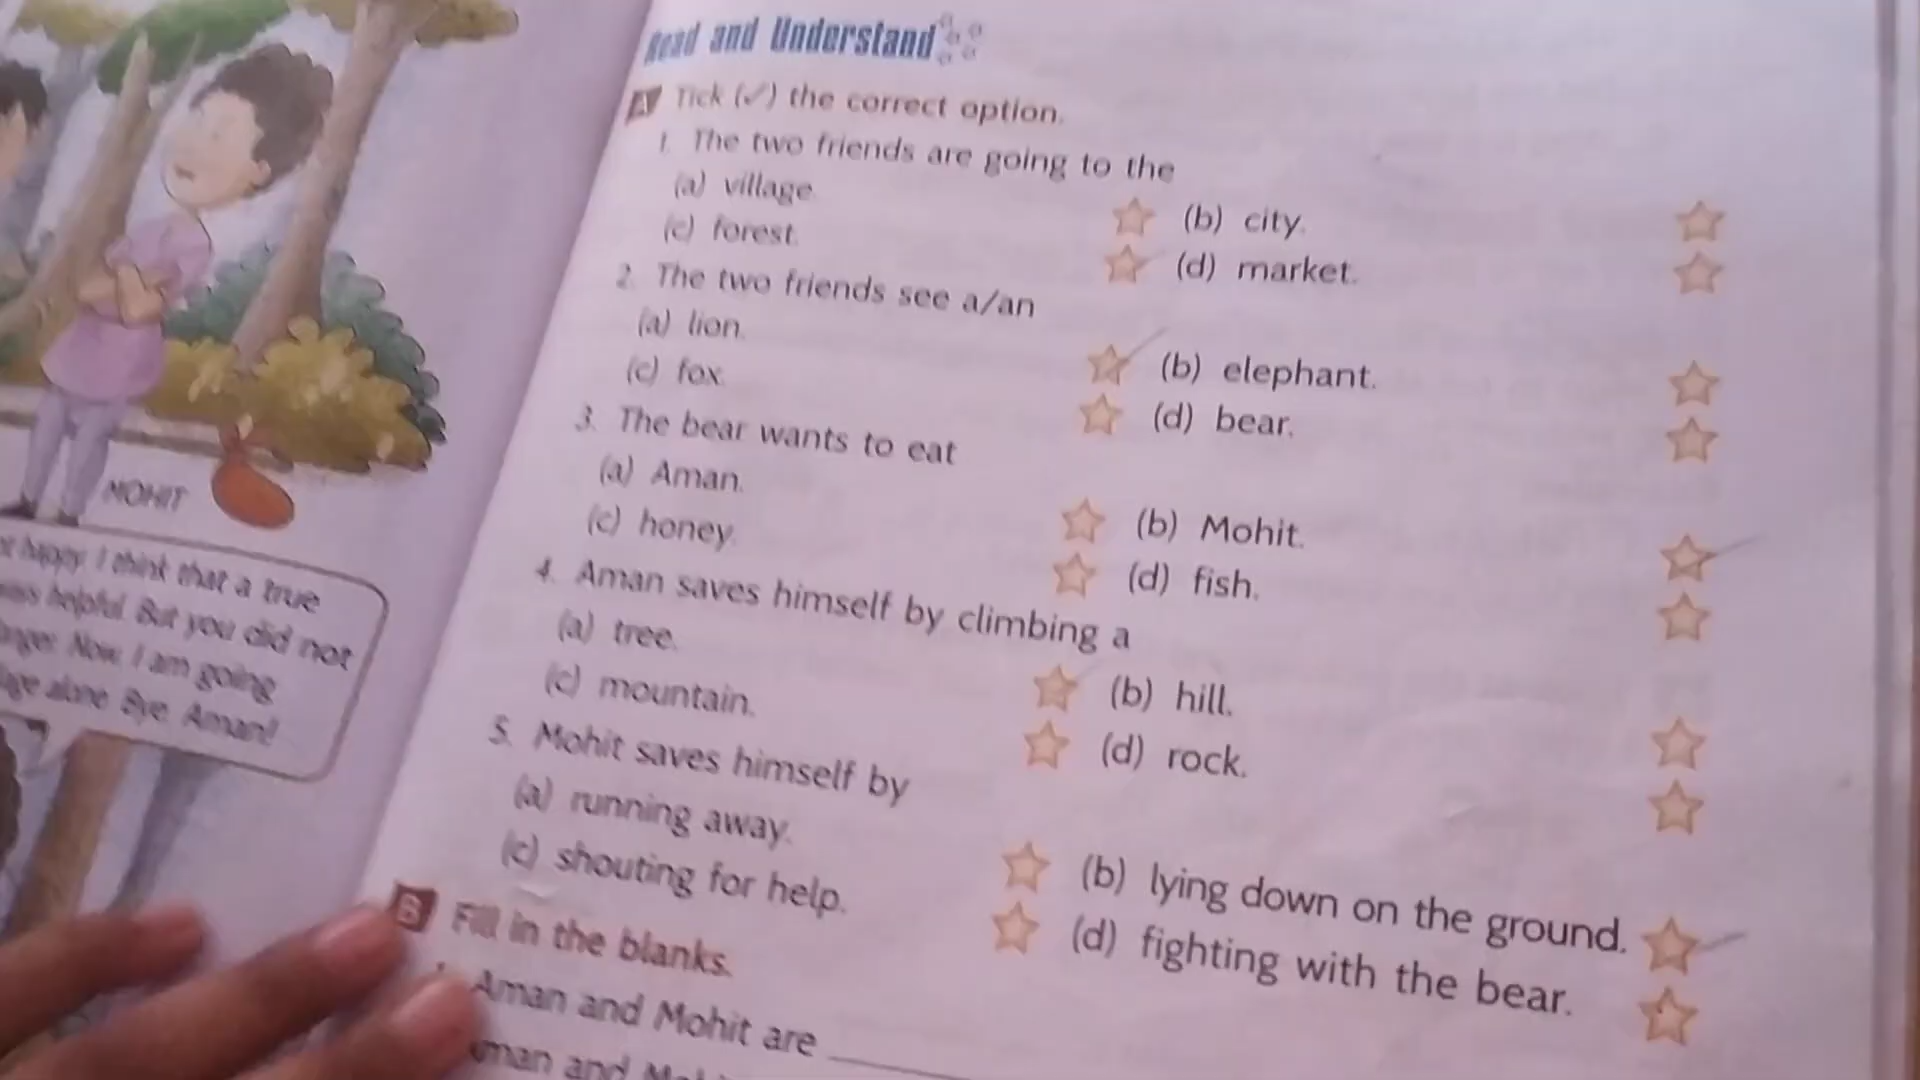 MOHIT
happy. I think that a true
helpful. But you did not
Now, I am going
alone. Bye, Aman!
Read and Understand
A Tick (✓) the correct option.
1. The two friends are going to the
(a) village. (b) city.
(c) forest. (d) market.
2. The two friends see a/an
(a) lion. (b) elephant.
(c) fox. (d) bear.
3. The bear wants to eat
(a) Aman. (b) Mohit.
(c) honey. (d) fish.
4. Aman saves himself by climbing a
(a) tree. (b) hill.
(c) mountain. (d) rock.
5. Mohit saves himself by
(a) running away. (b) lying down on the ground.
(c) shouting for help. (d) fighting with the bear.
B Fill in the blanks.
Aman and Mohit are
and